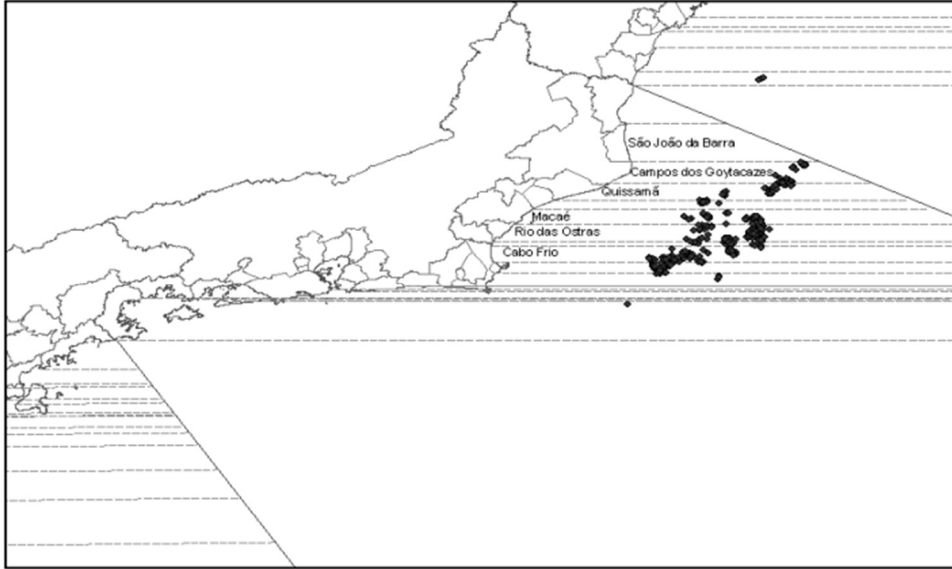 São João da Barra
Campos dos Goytacazes
Quissamã
Macaé
Rio das Ostras
Cabo Frio